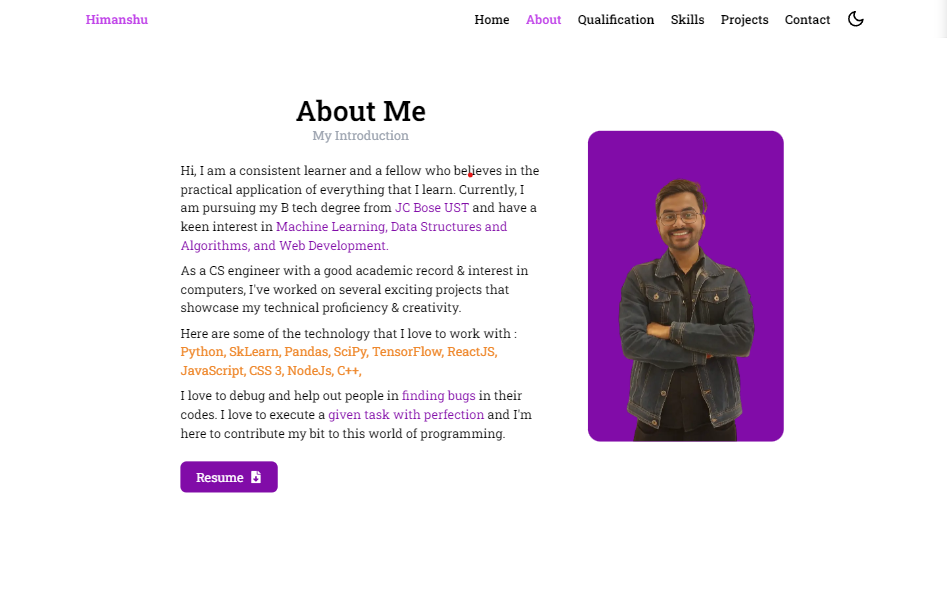 Himanshu
Home About Qualification Skills Projects Contact
About Me
My Introduction
Hi, I am a consistent learner and a fellow who believes in the
practical application of everything that I learn. Currently, I
am pursuing my B tech degree from JC Bose UST and have a
keen interest in Machine Learning, Data Structures and
Algorithms, and Web Development.
As a CS engineer with a good academic record & interest in
computers, I've worked on several exciting projects that
showcase my technical proficiency & creativity.
Here are some of the technology that I love to work with :
Python, SkLearn, Pandas, SciPy, TensorFlow, ReactJS,
JavaScript, CSS 3, NodeJs, C++,
I love to debug and help out people in finding bugs in their
codes. I love to execute a given task with perfection and I'm
here to contribute my bit to this world of programming.
Resume